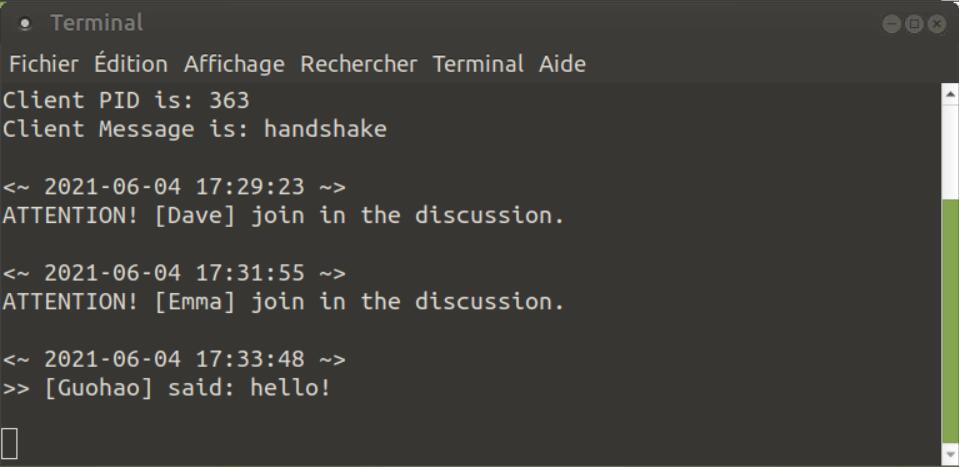 Terminal
Fichier Édition Affichage Rechercher Terminal Aide
Client PID is: 363
Client Message is: handshake
<~ 2021-06-04 17:29:23 ~>
ATTENTION! [Dave] join in the discussion.
<~ 2021-06-04 17:31:55 ~>
ATTENTION! [Emma] join in the discussion.
<~ 2021-06-04 17:33:48 ~>
>> [Guohao] said: hello!